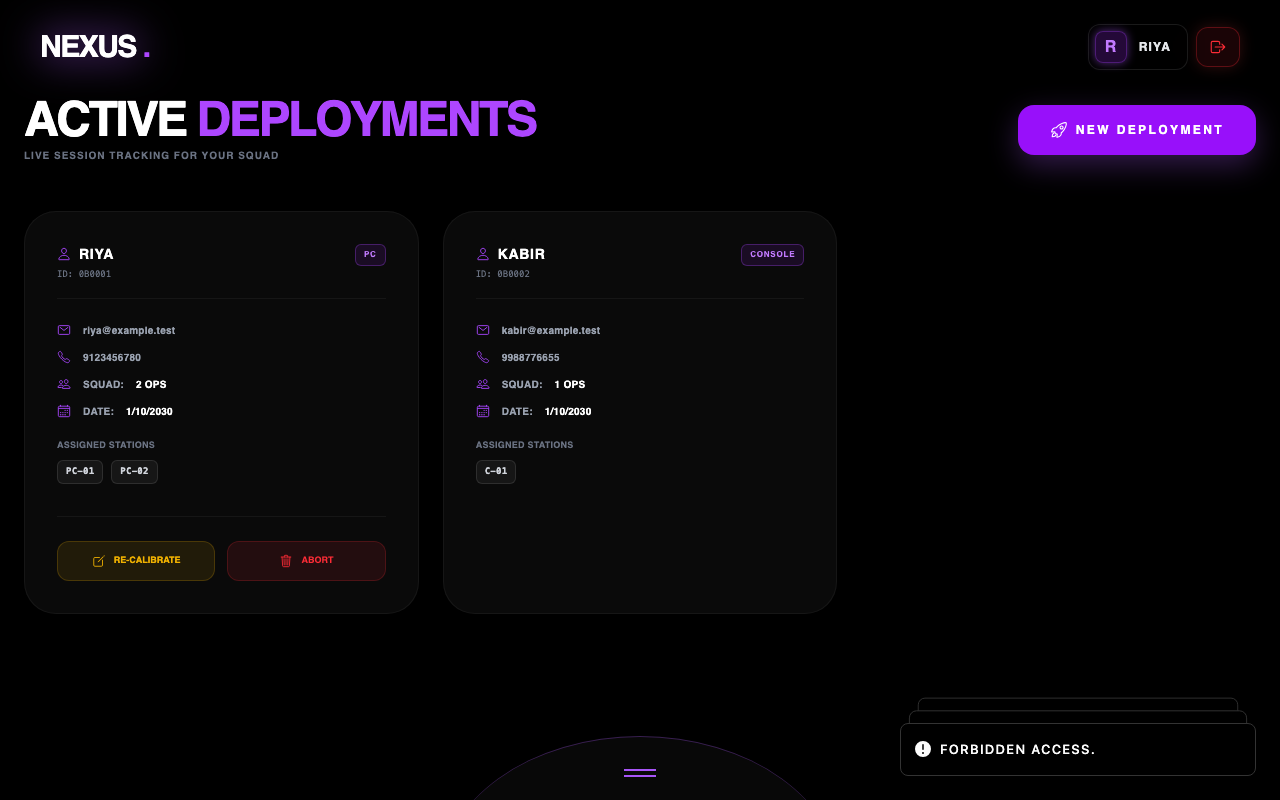 NEXUS .
R RIYA
ACTIVE DEPLOYMENTS
LIVE SESSION TRACKING FOR YOUR SQUAD
NEW DEPLOYMENT
RIYA
PC
ID: 0B0001
riya@example.test
9123456780
SQUAD: 2 OPS
DATE: 1/10/2030
ASSIGNED STATIONS
PC-01 PC-02
RE-CALIBRATE ABORT
KABIR
CONSOLE
ID: 0B0002
kabir@example.test
9988776655
SQUAD: 1 OPS
DATE: 1/10/2030
ASSIGNED STATIONS
C-01
FORBIDDEN ACCESS.